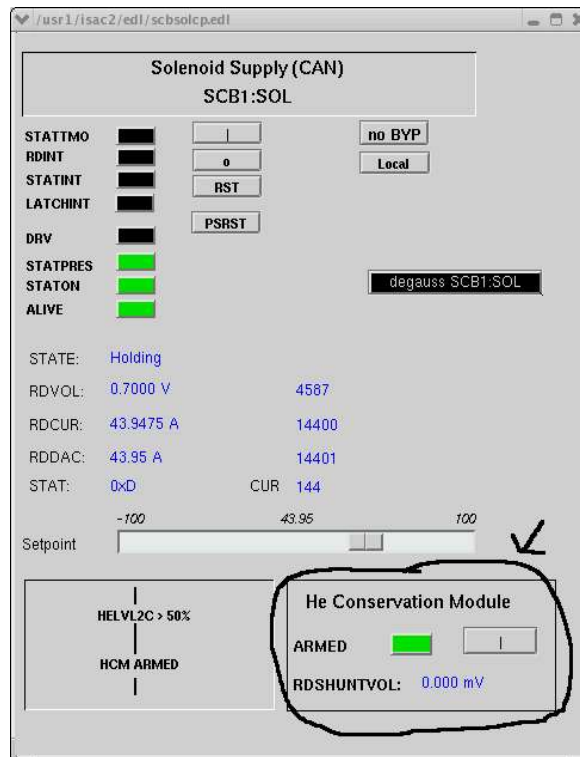 /usr1/isac2/edl/scbsolcp.edl
Solenoid Supply (CAN)
SCB1:SOL
STATTMO | no BYP
RDINT o Local
STATINT RST
LATCHINT
PSRST
DRV
STATPRES
STATON degauss SCB1:SOL
ALIVE
STATE: Holding
RDVOL: 0.7000 V 4587
RDCUR: 43.9475 A 14400
RDDAC: 43.95 A 14401
STAT: 0xD CUR 144
-100 43.95 100
Setpoint
HELVL2C > 50%
HCM ARMED
He Conservation Module
ARMED |
RDSHUNTVOL: 0.000 mV